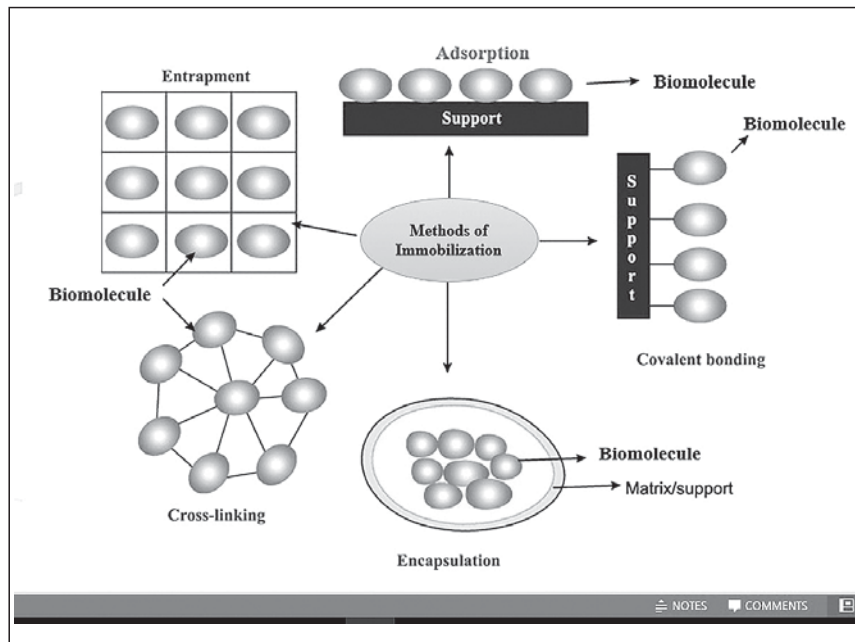 Adsorption
Entrapment
Biomolecule
Support
Biomolecule
Support
Methods of
Immobilization
Biomolecule
Covalent bonding
Biomolecule
Matrix/support
Cross-linking
Encapsulation
NOTES
COMMENTS